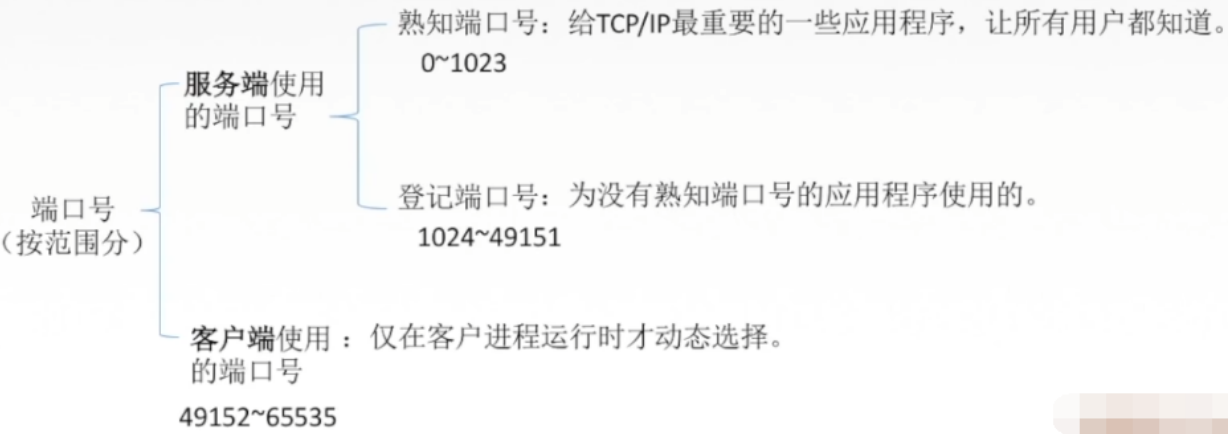 熟知端口号：给TCP/IP最重要的一些应用程序，让所有用户都知道。
0~1023
服务端使用
的端口号
登记端口号：为没有熟知端口号的应用程序使用的。
1024~49151
端口号
（按范围分）
客户端使用：仅在客户进程运行时才动态选择。
的端口号
49152~65535